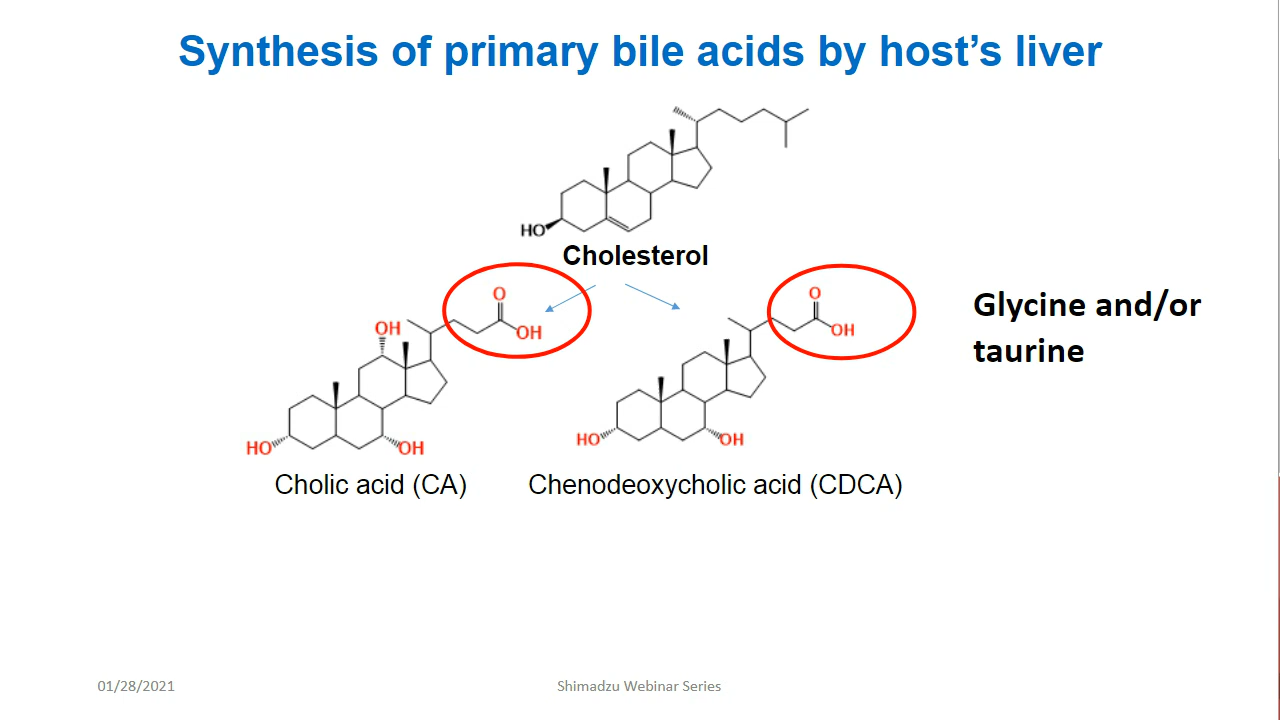 Synthesis of primary bile acids by host’s liver
HO
Cholesterol
O
OH
OH
HO
OH
Cholic acid (CA)
O
OH
HO
OH
Chenodeoxycholic acid (CDCA)
Glycine and/or
taurine
01/28/2021
Shimadzu Webinar Series